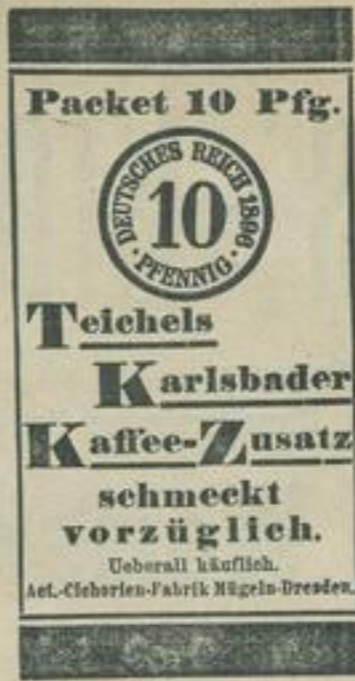 Packet 10 Pfg.
DEUTSCHES REICH 1896
10
· PFENNIG ·
Teichels
Karlsbader
Kaffee-Zusatz
schmeckt
vorzüglich.
Ueberall käuflich.
Act.-Cichorien-Fabrik Mügeln-Dresden.